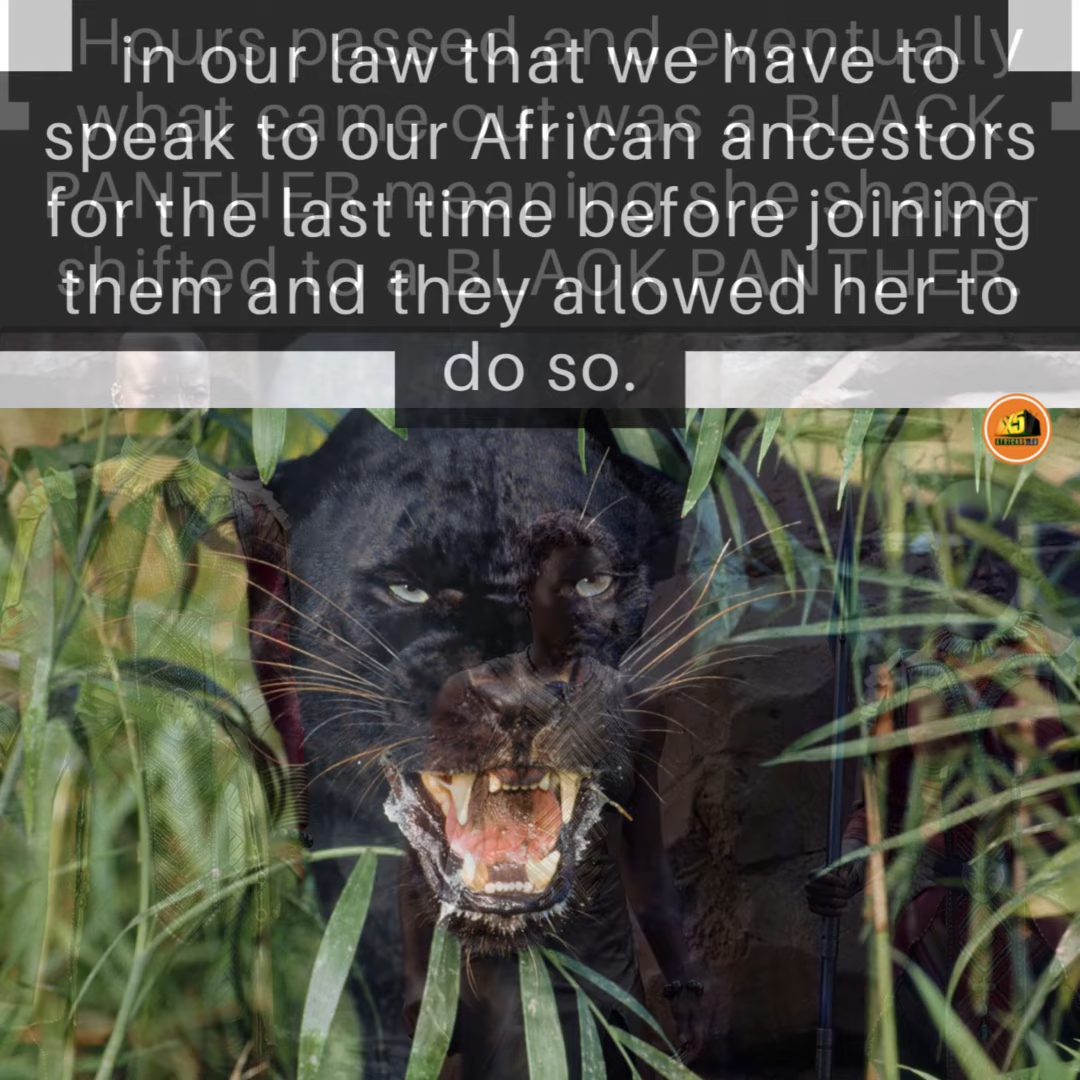 in our law that we have to
speak to our African ancestors
for the last time before joining
them and they allowed her to
do so.
Hours passed and eventually
what came out was a BLACK
PANTHER meaning she shape-
shifted to a BLACK PANTHER.